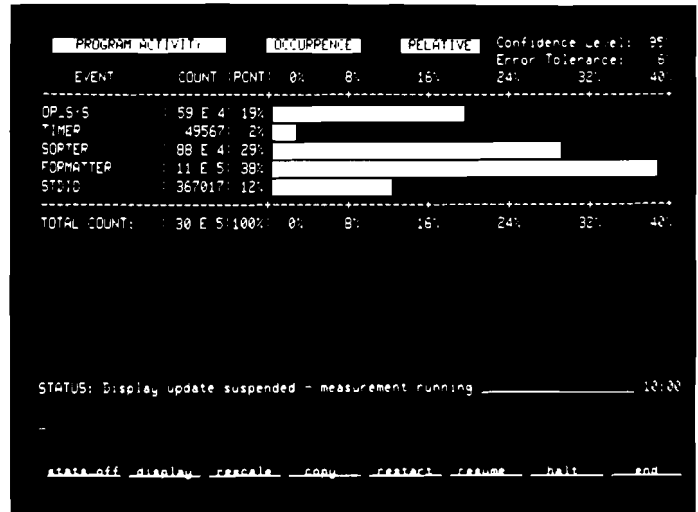 PROGRAM ACTIVITY OCCURRENCE RELATIVE Confidence Level: 95%
Error Tolerance: 6%
EVENT COUNT PCNT 0% 8% 16% 24% 32% 40%
OP_SYS 59 E 4 19%
TIMER 49567 2%
SORTER 88 E 4 29%
FORMATTER 11 E 5 38%
STDIO 367017 12%
TOTAL COUNT: 30 E 5 100% 0% 8% 16% 24% 32% 40%
STATUS: Display update suspended - measurement running 10:00
stats off display rescale copy restart resume halt end